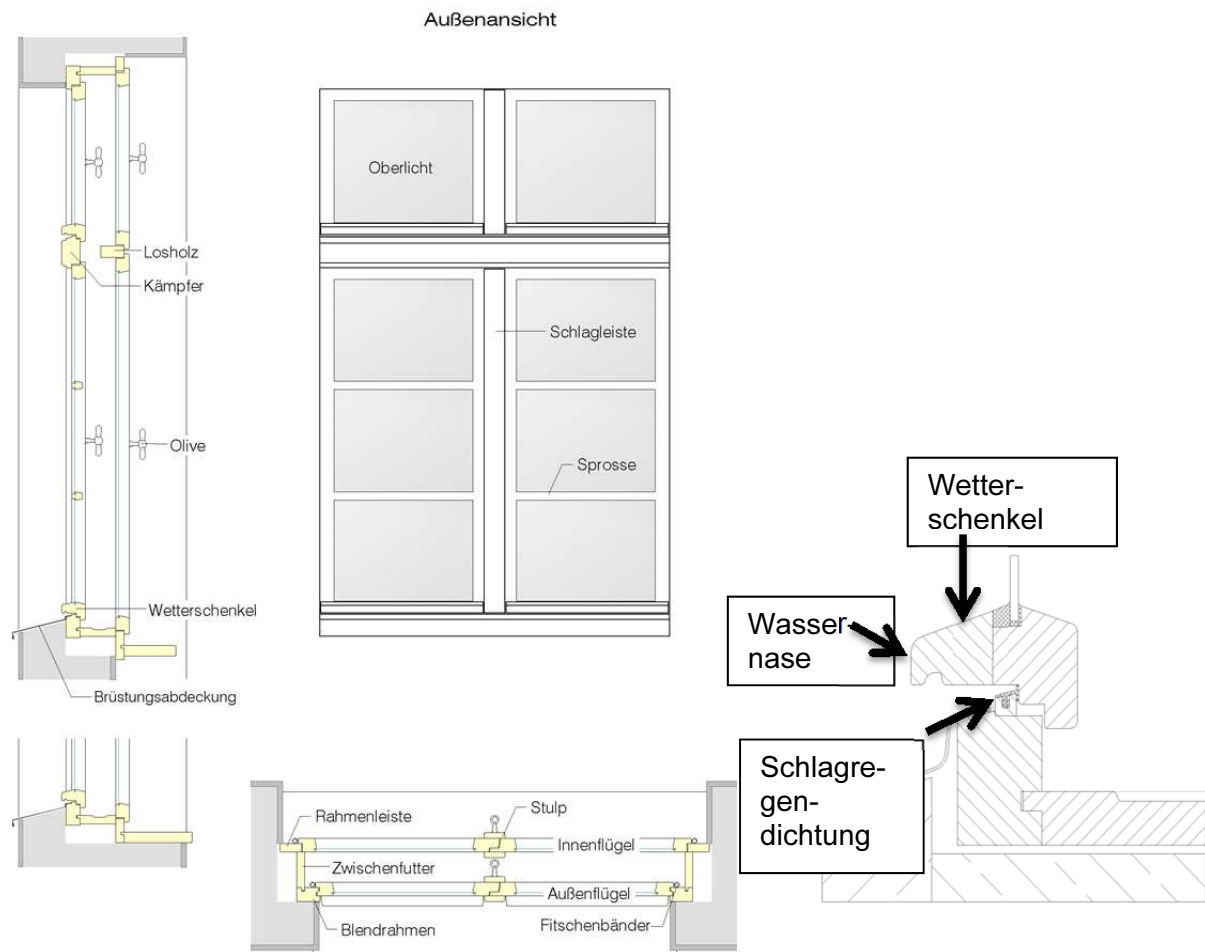 Außenansicht
Oberlicht
Losholz
Kämpfer
Schlagleiste
Olive
Sprosse
Wetterschenkel
Brüstungsabdeckung
Wetter-
schenkel
Wasser-
nase
Schlagre-
gen-
dichtung
Rahmenleiste
Stulp
Innenflügel
Zwischenfutter
Außenflügel
Blendrahmen
Fitschenbänder